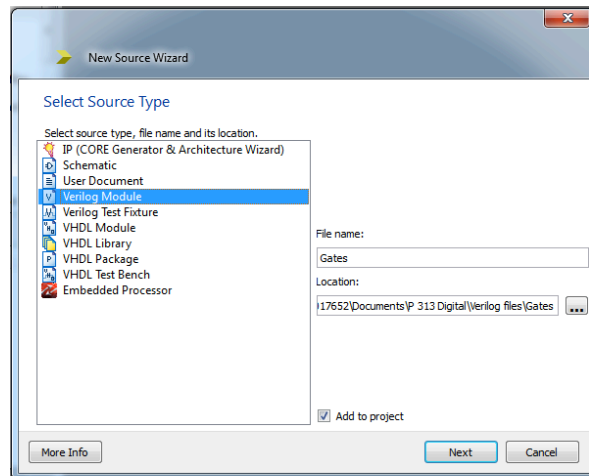 New Source Wizard
Select Source Type
Select source type, file name and its location.
IP (CORE Generator & Architecture Wizard)
Schematic
User Document
Verilog Module
Verilog Test Fixture
VHDL Module
VHDL Library
VHDL Package
VHDL Test Bench
Embedded Processor
File name:
Gates
Location:
17652\Documents\P 313 Digital\Verilog files\Gates
...
Add to project
More Info
Next
Cancel